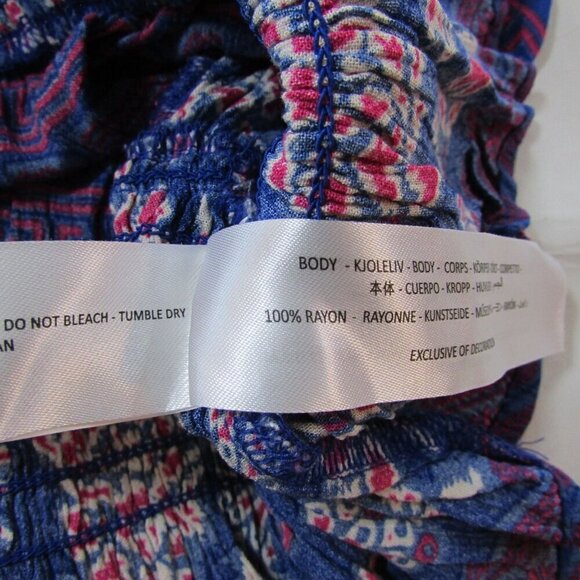 DO NOT BLEACH - TUMBLE DRY
AN
BODY - KJOLELIV - BODY - CORPS - KÖRPER
本体 - CUERPO - KROPP -
100% RAYON - RAYONNE - KUNSTSEIDE -
EXCLUSIVE OF DECORATION